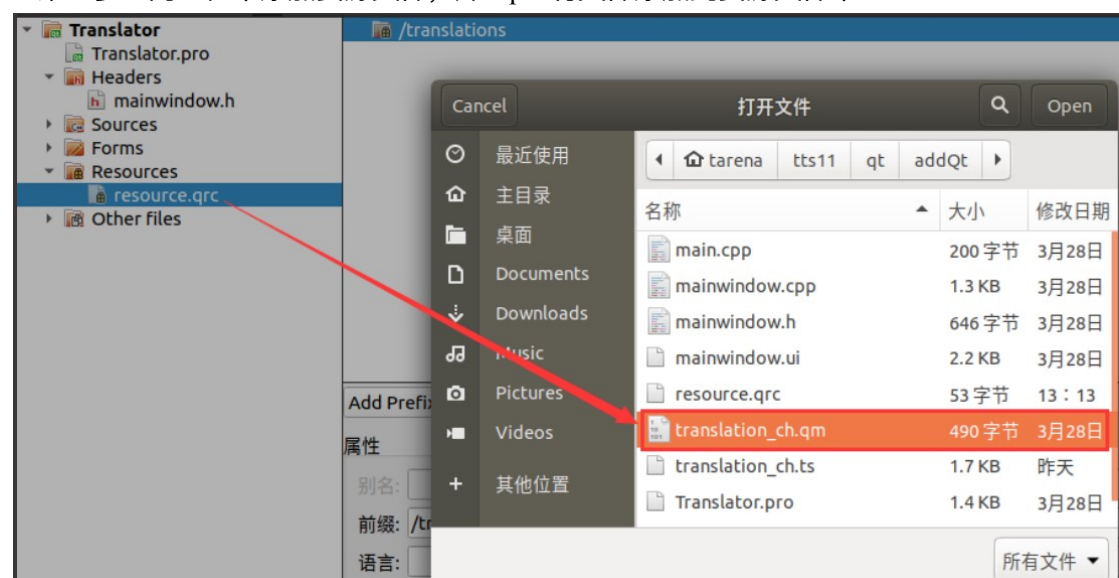 Translator
Translator.pro
Headers
mainwindow.h
Sources
Forms
Resources
resource.qrc
Other files
/translations
Add Prefi
属性
别名:
前缀: /tr
语言:
Cancel
打开文件
Open
最近使用
主目录
桌面
Documents
Downloads
Music
Pictures
Videos
其他位置
tarena tts11 qt addQt
名称 大小 修改日期
main.cpp 200 字节 3月28日
mainwindow.cpp 1.3 KB 3月28日
mainwindow.h 646 字节 3月28日
mainwindow.ui 2.2 KB 3月28日
resource.qrc 53 字节 13：13
translation_ch.qm 490 字节 3月28日
translation_ch.ts 1.7 KB 昨天
Translator.pro 1.4 KB 3月28日
所有文件